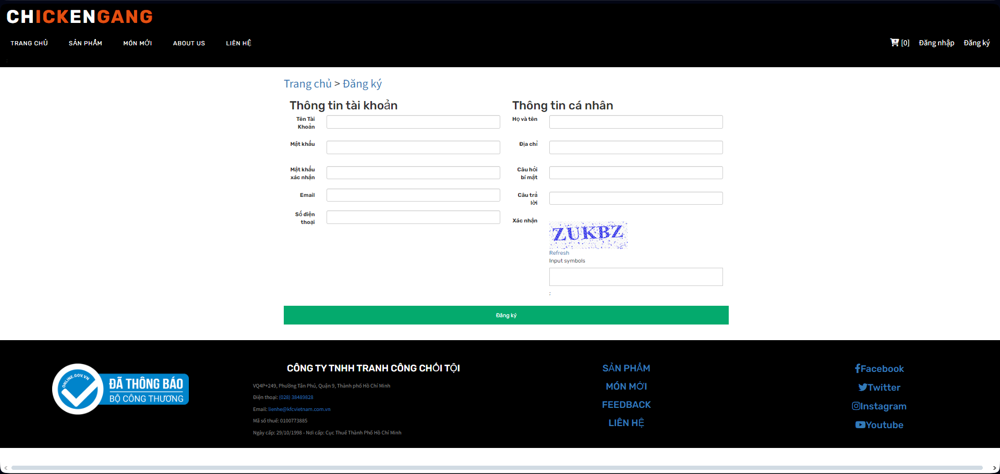 CHICKENGANG
TRANG CHỦ SẢN PHẨM MÓN MỚI ABOUT US LIÊN HỆ [0] Đăng nhập Đăng ký
;
Trang chủ > Đăng ký
Thông tin tài khoản
Tên Tài
Khoản
Mật khẩu
Mật khẩu
xác nhận
Email
Số điện
thoại
Thông tin cá nhân
Họ và tên
Địa chỉ
Câu hỏi
bí mật
Câu trả
lời
Xác nhận
ZUKBZ
Refresh
Input symbols
;
Đăng ký
ONLINE.GOV.VN
ĐÃ THÔNG BÁO
BỘ CÔNG THƯƠNG
CÔNG TY TNHH TRANH CÔNG CHỐI TỘI
VQ4P+249, Phường Tân Phú, Quận 9, Thành phố Hồ Chí Minh
Điện thoại: (028) 38489828
Email: lienhe@kfcvietnam.com.vn
Mã số thuế: 0100773885
Ngày cấp: 29/10/1998 - Nơi cấp: Cục Thuế Thành Phố Hồ Chí Minh
SẢN PHẨM
MÓN MỚI
FEEDBACK
LIÊN HỆ
Facebook
Twitter
Instagram
Youtube